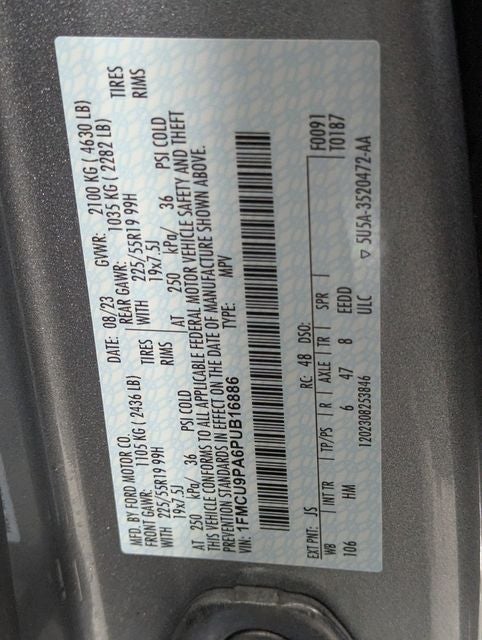 MFD. BY FORD MOTOR CO. DATE: 08/23 GVWR: 2100 KG ( 4630 LB)
FRONT GAWR: 1105 KG ( 2436 LB) REAR GAWR: 1035 KG ( 2282 LB)
WITH 225/55R19 99H TIRES WITH 225/55R19 99H TIRES
19x7.5J RIMS 19x7.5J RIMS
AT 250 kPa/ 36 PSI COLD AT 250 kPa/ 36 PSI COLD
THIS VEHICLE CONFORMS TO ALL APPLICABLE FEDERAL MOTOR VEHICLE SAFETY AND THEFT
PREVENTION STANDARDS IN EFFECT ON THE DATE OF MANUFACTURE SHOWN ABOVE.
VIN: 1FMCU9PA6PUB16886 TYPE: MPV
F0091
T0187
EXT PNT: JS RC: 48 DSO:
WB INT TR TP/PS R AXLE TR SPR
106 HM 6 47 8 EEDD
1202308253846 ULC ▽ 5U5A-3520472-AA